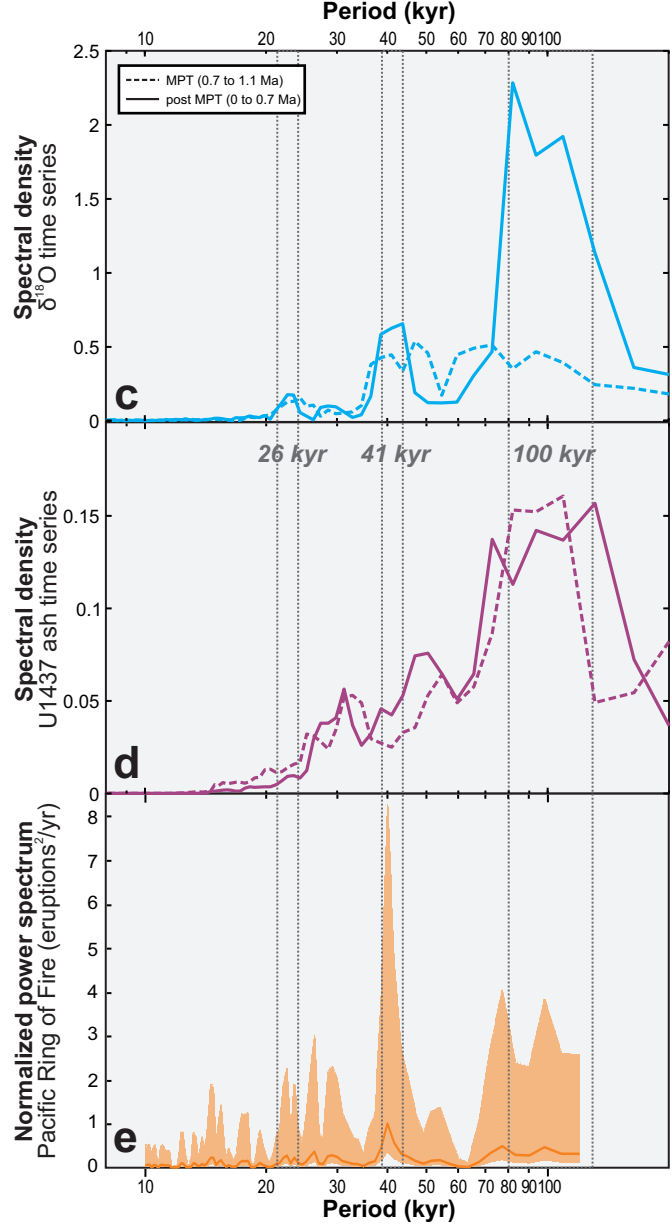 Period (kyr)
10 20 30 40 50 60 70 80 90 100
2.5
2
1.5
1
0.5
0
Spectral density
δ18O time series
MPT (0.7 to 1.1 Ma)
post MPT (0 to 0.7 Ma)
c
26 kyr 41 kyr 100 kyr
0.15
0.1
0.05
0
Spectral density
U1437 ash time series
d
8
7
6
5
4
3
2
1
0
Normalized power spectrum
Pacific Ring of Fire (eruptions2/yr)
e
10 20 30 40 50 60 70 80 90 100
Period (kyr)